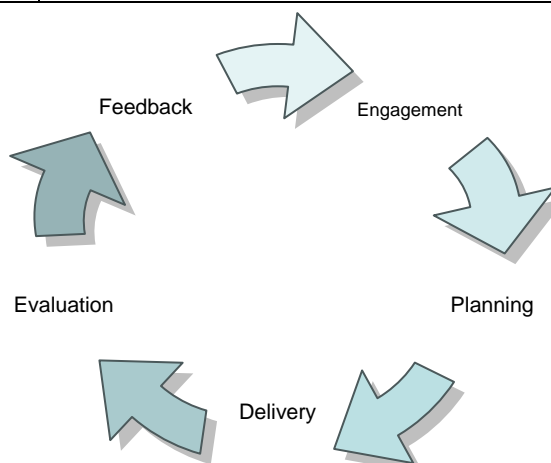 Feedback
Engagement
Planning
Delivery
Evaluation